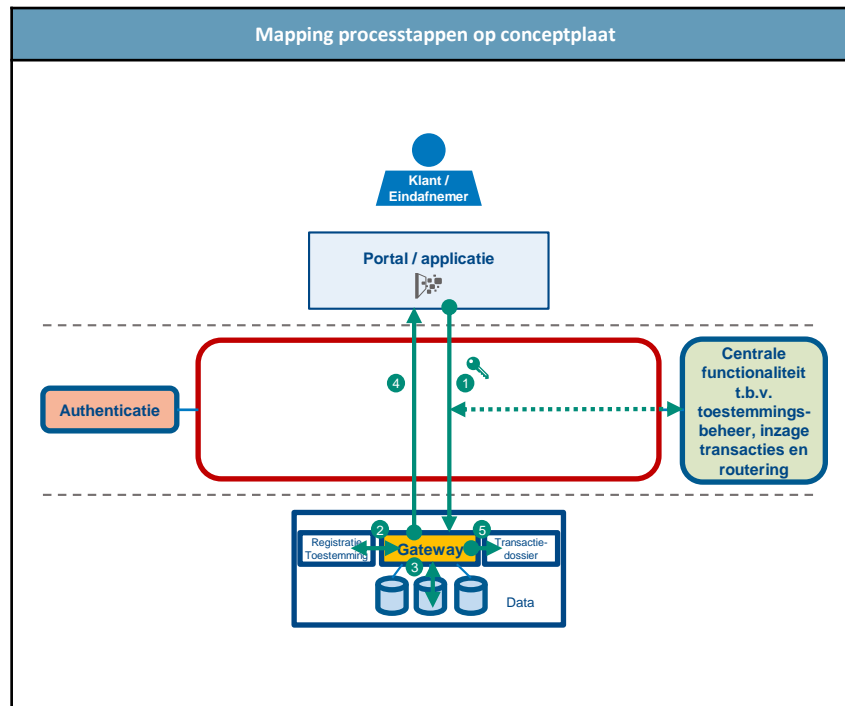 Mapping processtappen op conceptplaat
Klant /
Eindafnemer
Portal / applicatie
4
1
Authenticatie
Centrale
functionaliteit
t.b.v.
toestemmings-
beheer, inzage
transacties en
routering
2
5
Registratie
Toestemming
Gateway
Transactie-
dossier
3
Data